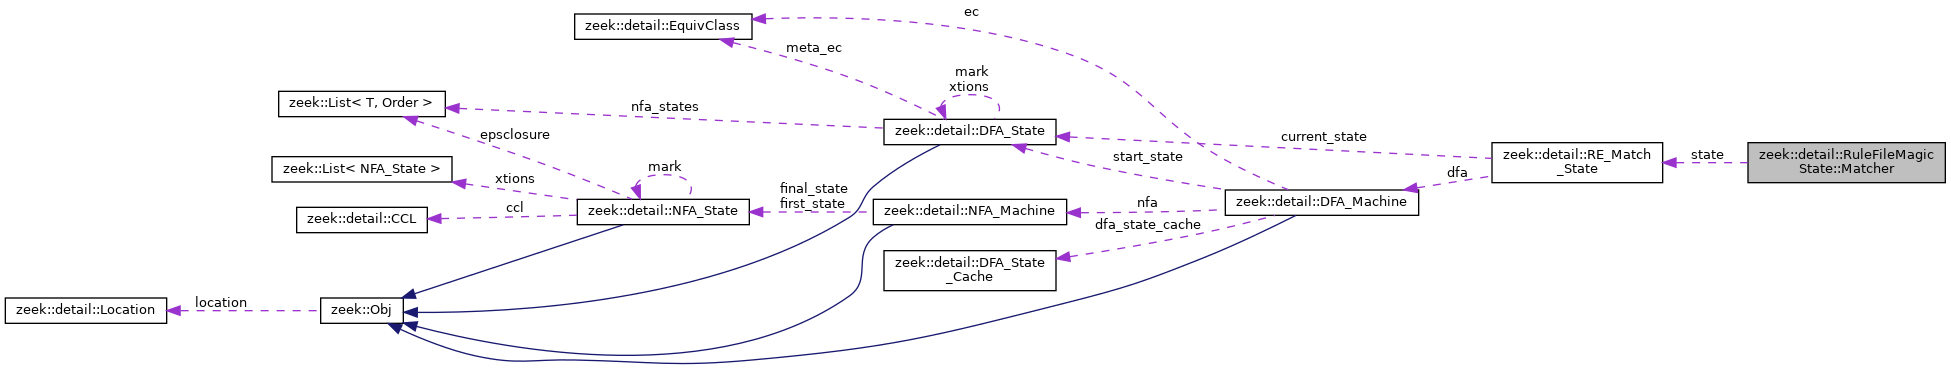 ec
zeek::detail::EquivClass
meta_ec
mark
xtions
zeek::List< T, Order >
nfa_states
zeek::detail::DFA_State
epsclosure
current_state
zeek::detail::RE_Match
_State
state
zeek::detail::RuleFileMagic
State::Matcher
start_state
zeek::List< NFA_State >
mark
xtions
dfa
final_state
first_state
zeek::detail::DFA_Machine
ccl
zeek::detail::CCL
zeek::detail::NFA_State
zeek::detail::NFA_Machine
nfa
dfa_state_cache
zeek::detail::DFA_State
_Cache
location
zeek::detail::Location
zeek::Obj